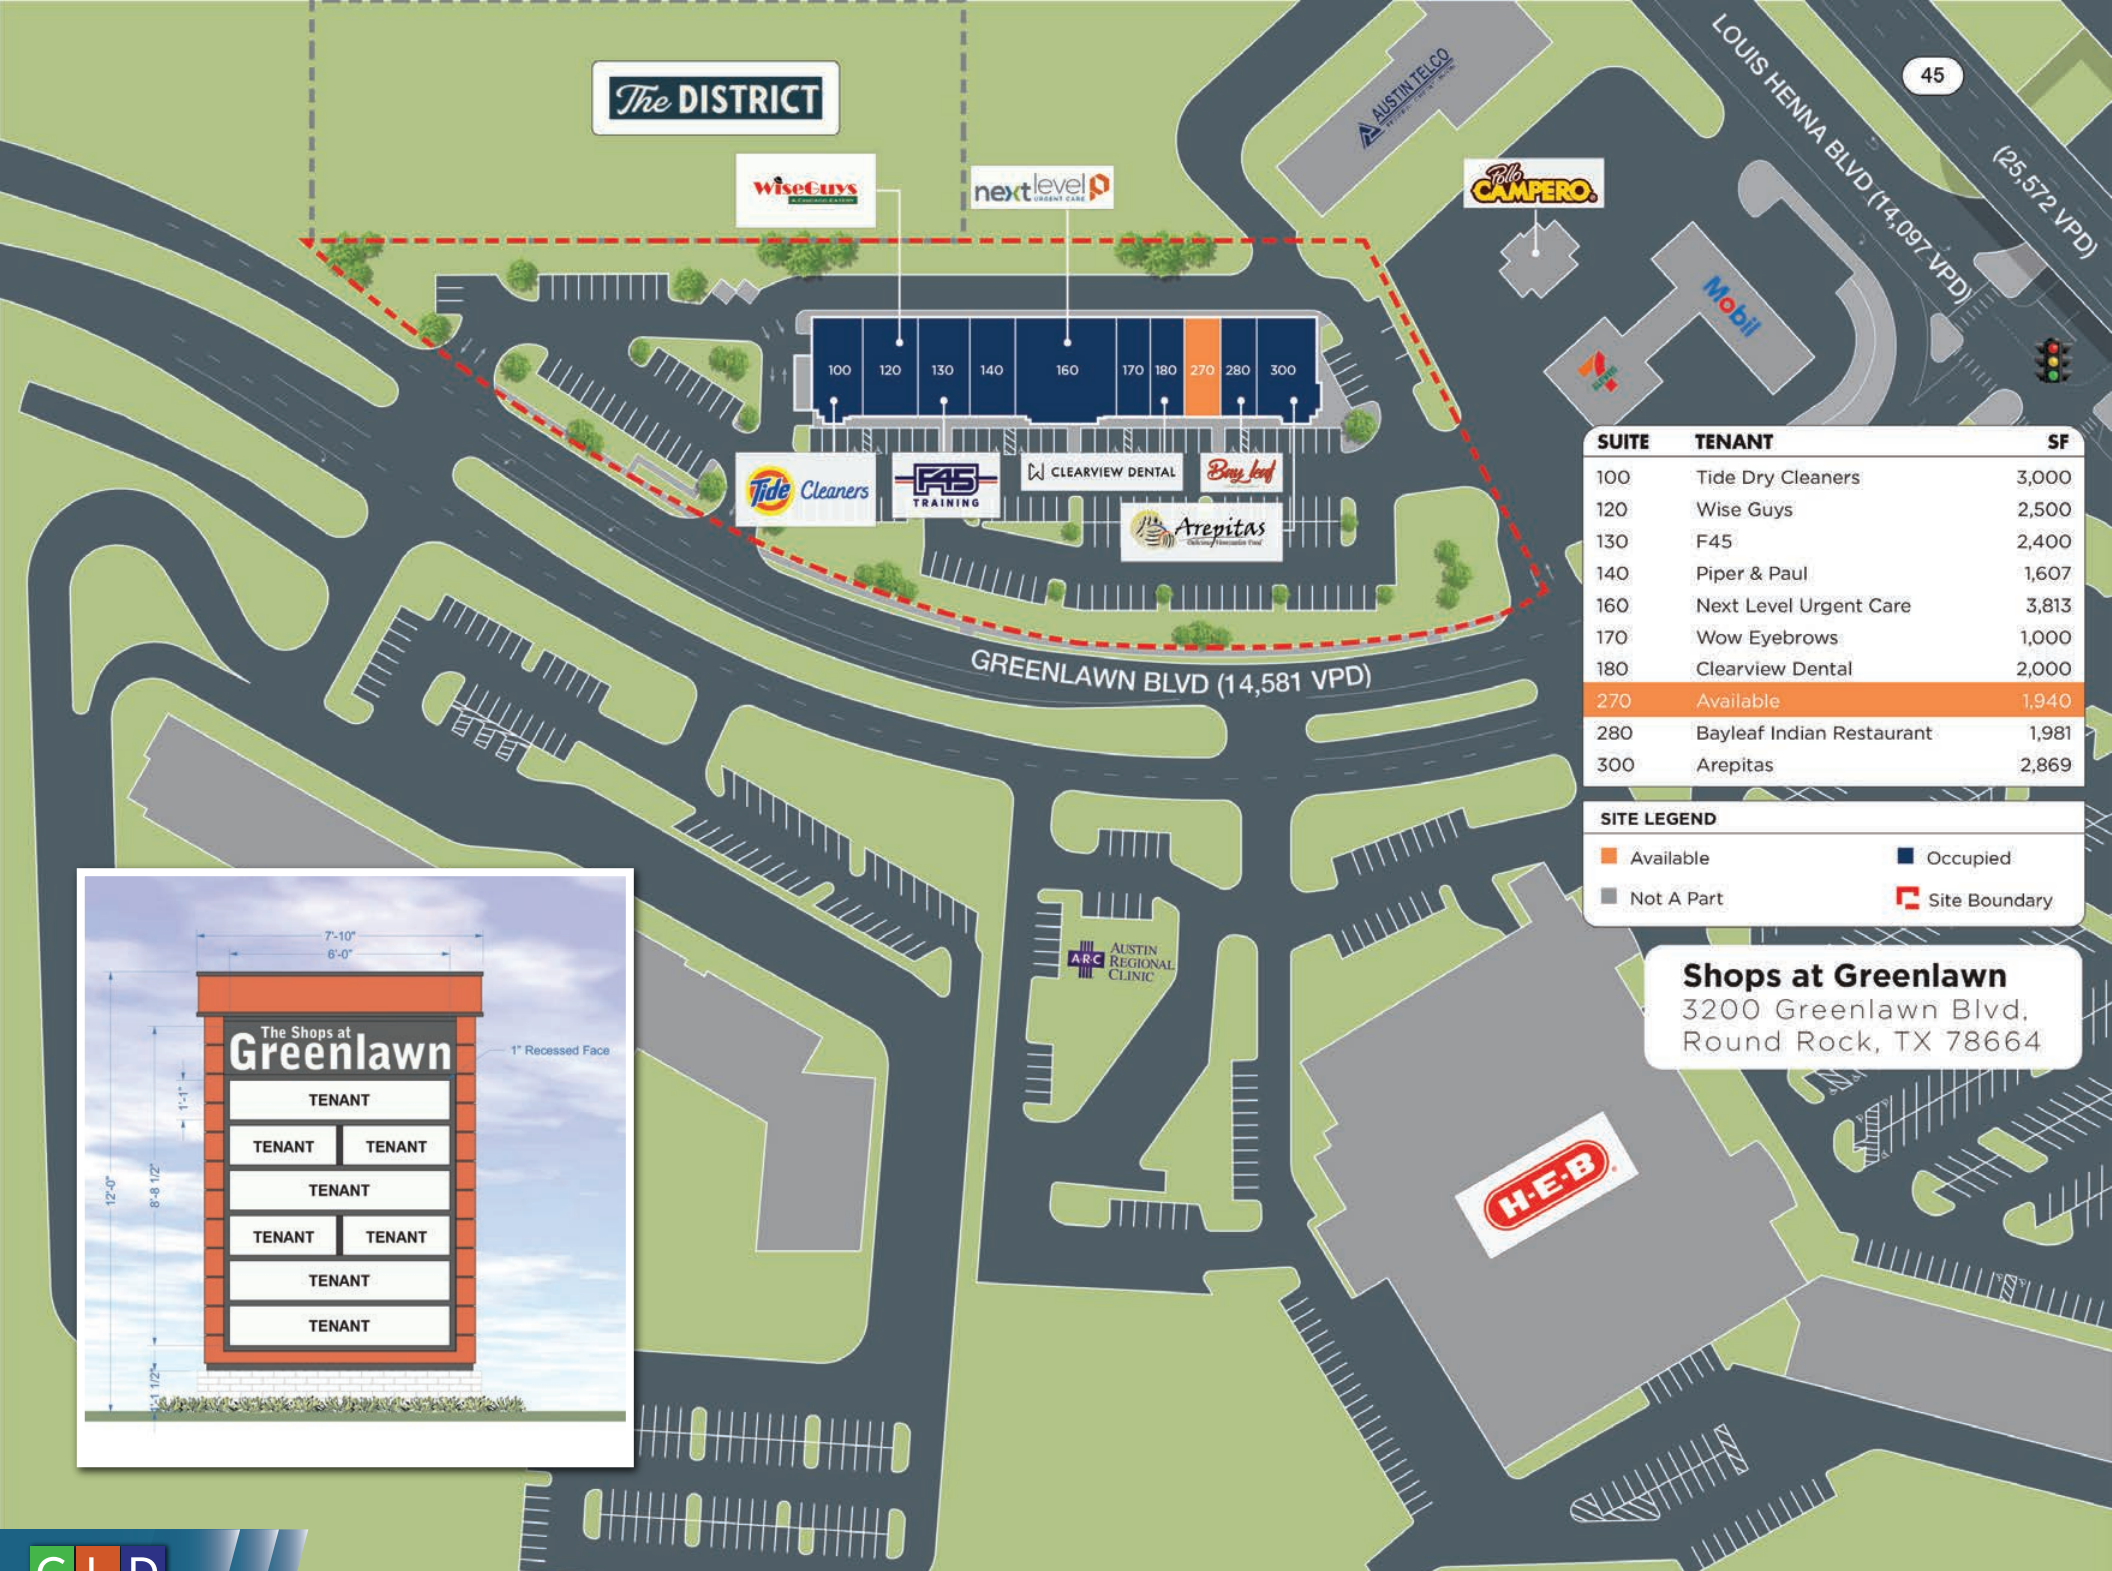 The DISTRICT
WiseGuys
A CHICAGO EATERY
nextlevel
URGENT CARE
AUSTIN TELCO
Pollo
CAMPERO
LOUIS HENNA BLVD (14,097 VPD)
45
(25,572 VPD)
Mobil
7
ELEVEN
100 120 130 140 160 170 180 270 280 300
Tide Cleaners
F45
TRAINING
CLEARVIEW DENTAL
Bay leaf
Arepitas
GREENLAWN BLVD (14,581 VPD)
SUITE TENANT SF
100 Tide Dry Cleaners 3,000
120 Wise Guys 2,500
130 F45 2,400
140 Piper & Paul 1,607
160 Next Level Urgent Care 3,813
170 Wow Eyebrows 1,000
180 Clearview Dental 2,000
270 Available 1,940
280 Bayleaf Indian Restaurant 1,981
300 Arepitas 2,869
SITE LEGEND
Available Occupied
Not A Part Site Boundary
Shops at Greenlawn
3200 Greenlawn Blvd,
Round Rock, TX 78664
ARC AUSTIN
REGIONAL
CLINIC
H-E-B
7'-10"
6'-0"
The Shops at
Greenlawn
1" Recessed Face
1'-1"
TENANT
TENANT TENANT
TENANT
TENANT TENANT
TENANT
TENANT
12'-0"
8'-8 1/2"